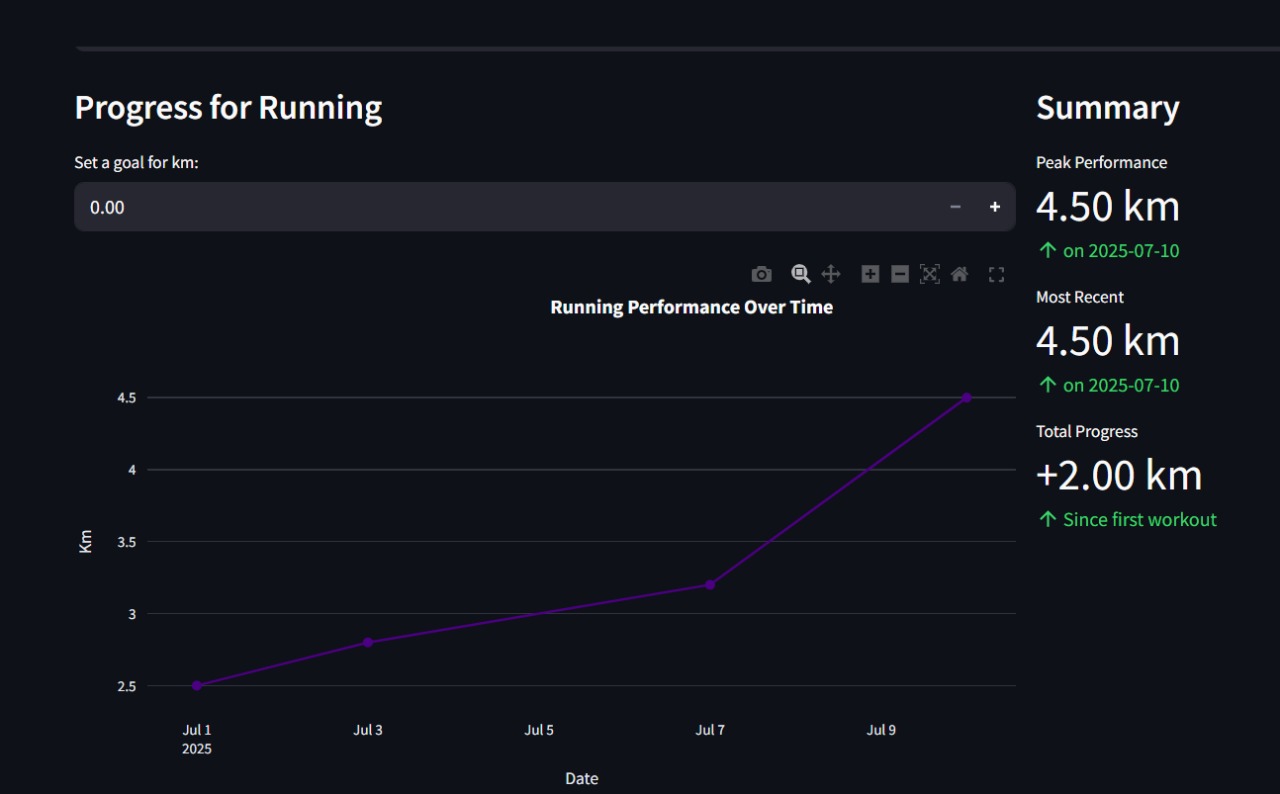 Progress for Running
Set a goal for km:
0.00
Running Performance Over Time
4.5
4
3.5
3
2.5
Km
Jul 1
2025
Jul 3
Jul 5
Jul 7
Jul 9
Date
Summary
Peak Performance
4.50 km
↑ on 2025-07-10
Most Recent
4.50 km
↑ on 2025-07-10
Total Progress
+2.00 km
↑ Since first workout